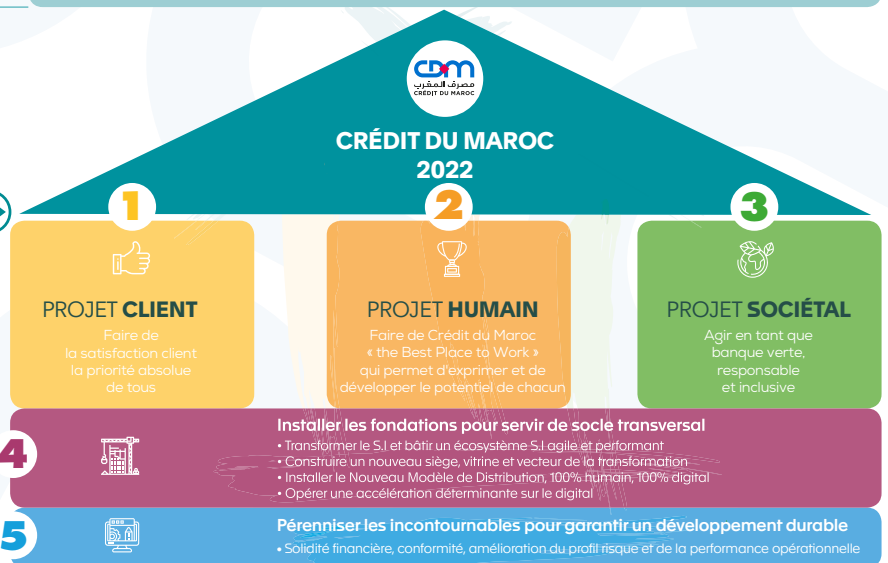 CDM
مصرف المغرب
CRÉDIT DU MAROC
CRÉDIT DU MAROC
2022
1
PROJET CLIENT
Faire de
la satisfaction client
la priorité absolue
de tous
2
PROJET HUMAIN
Faire de Crédit du Maroc
« the Best Place to Work »
qui permet d'exprimer et de
développer le potentiel de chacun
3
PROJET SOCIÉTAL
Agir en tant que
banque verte,
responsable
et inclusive
4
Installer les fondations pour servir de socle transversal
• Transformer le S.I et bâtir un écosystème S.I agile et performant
• Construire un nouveau siège, vitrine et vecteur de la transformation
• Installer le Nouveau Modèle de Distribution, 100% humain, 100% digital
• Opérer une accélération déterminante sur le digital
5
Pérenniser les incontournables pour garantir un développement durable
• Solidité financière, conformité, amélioration du profil risque et de la performance opérationnelle